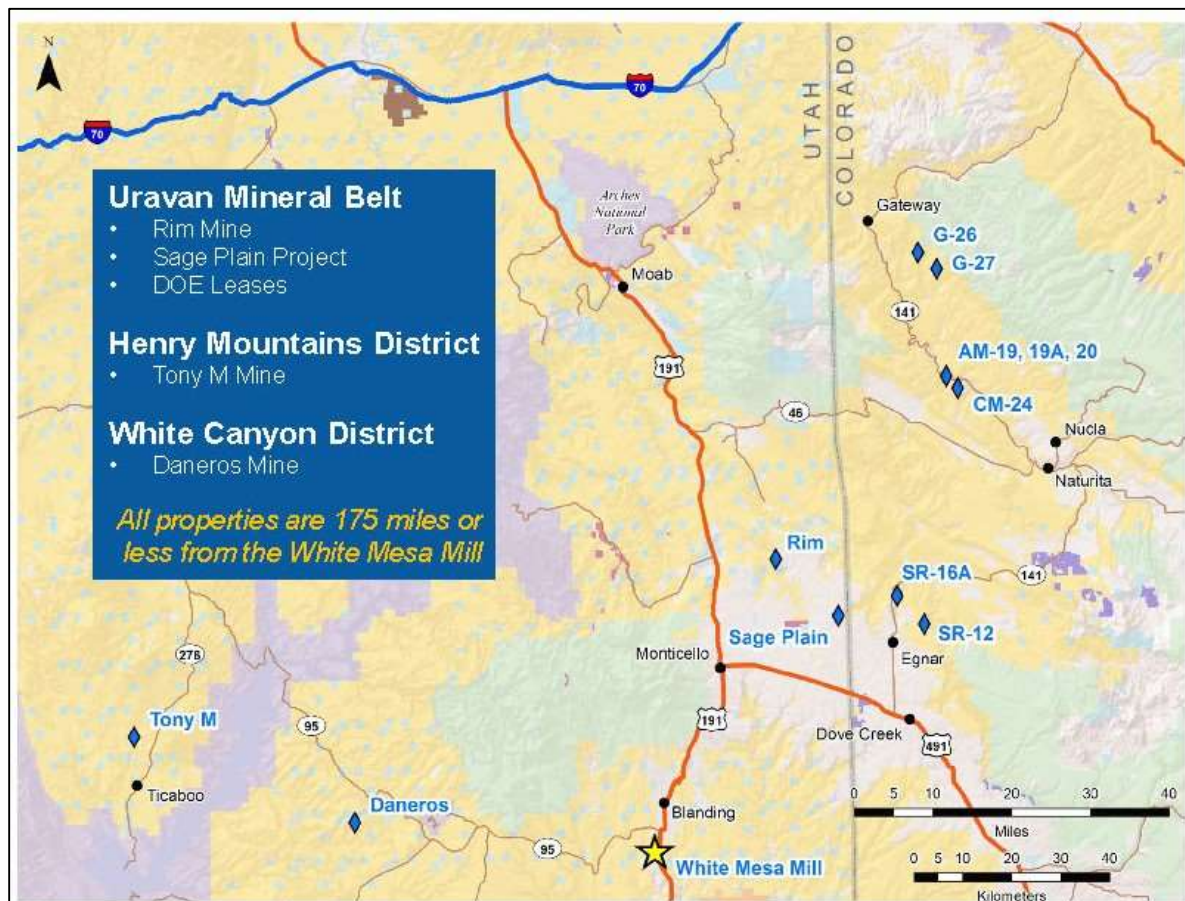 N
70
70
UTAH
COLORADO
Uravan Mineral Belt
• Rim Mine
• Sage Plain Project
• DOE Leases
Henry Mountains District
• Tony M Mine
White Canyon District
• Daneros Mine
All properties are 175 miles or
less from the White Mesa Mill
Arches
National
Park
Moab
Gateway
G-26
G-27
141
AM-19, 19A, 20
CM-24
191
46
Nucla
Naturita
Rim
SR-16A
141
Sage Plain
SR-12
Monticello
Egnar
276
Tony M
95
191
Dove Creek
491
Ticaboo
Daneros
Blanding
95
White Mesa Mill
0 5 10 20 30 40
Miles
0 5 10 20 30 40
Kilometers